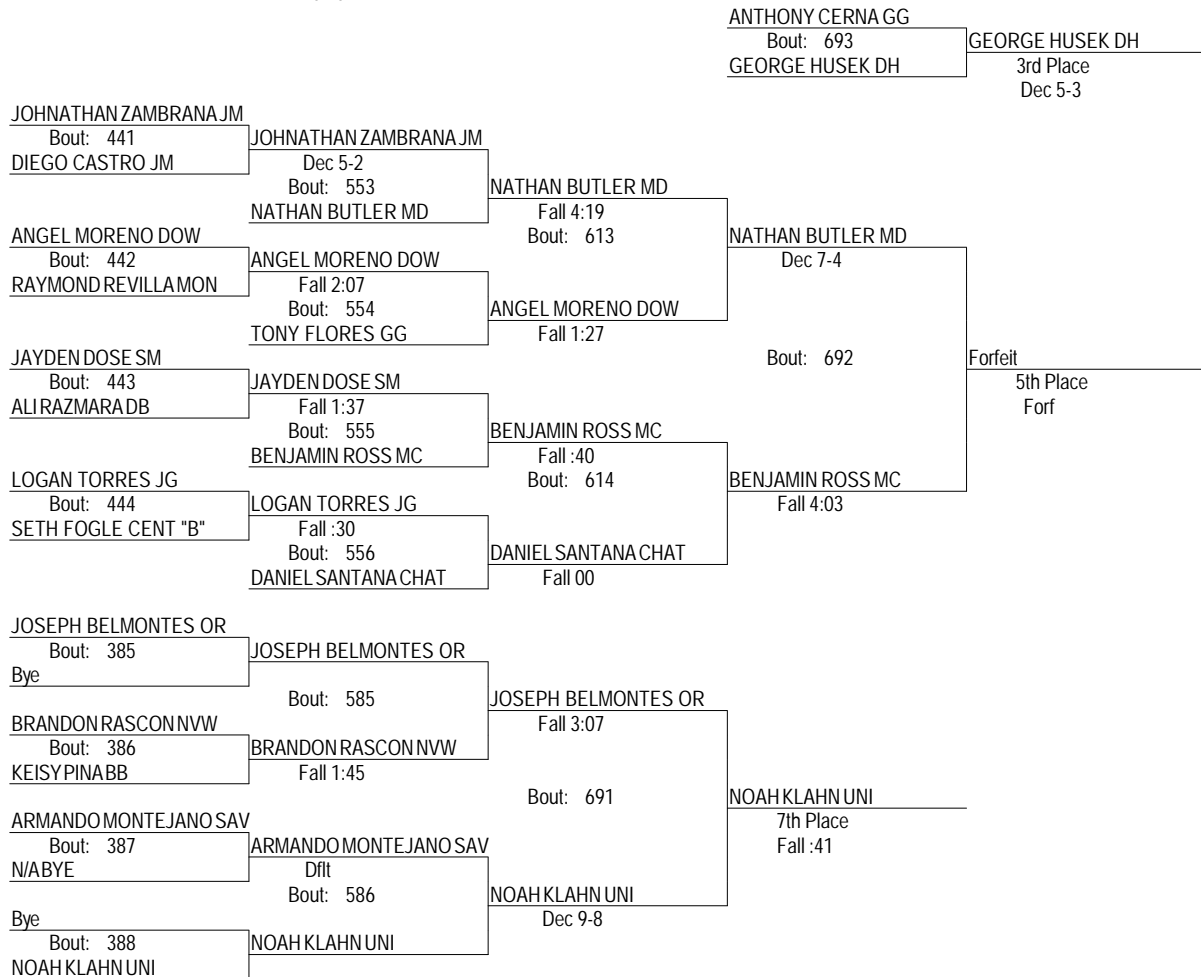 ANTHONY CERNA GG
Bout: 693
GEORGE HUSEK DH
GEORGE HUSEK DH
3rd Place
Dec 5-3
JOHNATHAN ZAMBRANA JM
Bout: 441
DIEGO CASTRO JM
JOHNATHAN ZAMBRANA JM
Dec 5-2
Bout: 553
NATHAN BUTLER MD
NATHAN BUTLER MD
Fall 4:19
Bout: 613
ANGEL MORENO DOW
Bout: 442
RAYMOND REVILLA MON
ANGEL MORENO DOW
Fall 2:07
Bout: 554
TONY FLORES GG
ANGEL MORENO DOW
Fall 1:27
NATHAN BUTLER MD
Dec 7-4
Bout: 692
Forfeit
5th Place
Forf
JAYDEN DOSE SM
Bout: 443
ALI RAZMARA DB
JAYDEN DOSE SM
Fall 1:37
Bout: 555
BENJAMIN ROSS MC
BENJAMIN ROSS MC
Fall :40
Bout: 614
LOGAN TORRES JG
Bout: 444
SETH FOGLE CENT "B"
LOGAN TORRES JG
Fall :30
Bout: 556
DANIEL SANTANA CHAT
DANIEL SANTANA CHAT
Fall 00
BENJAMIN ROSS MC
Fall 4:03
JOSEPH BELMONTES OR
Bout: 385
Bye
JOSEPH BELMONTES OR
Bout: 585
JOSEPH BELMONTES OR
Fall 3:07
BRANDON RASCON NVW
Bout: 386
KEISY PINA BB
BRANDON RASCON NVW
Fall 1:45
Bout: 691
NOAH KLAHN UNI
7th Place
Fall :41
ARMANDO MONTEJANO SAV
Bout: 387
N/A BYE
ARMANDO MONTEJANO SAV
Dflt
Bout: 586
NOAH KLAHN UNI
Dec 9-8
Bye
Bout: 388
NOAH KLAHN UNI
NOAH KLAHN UNI